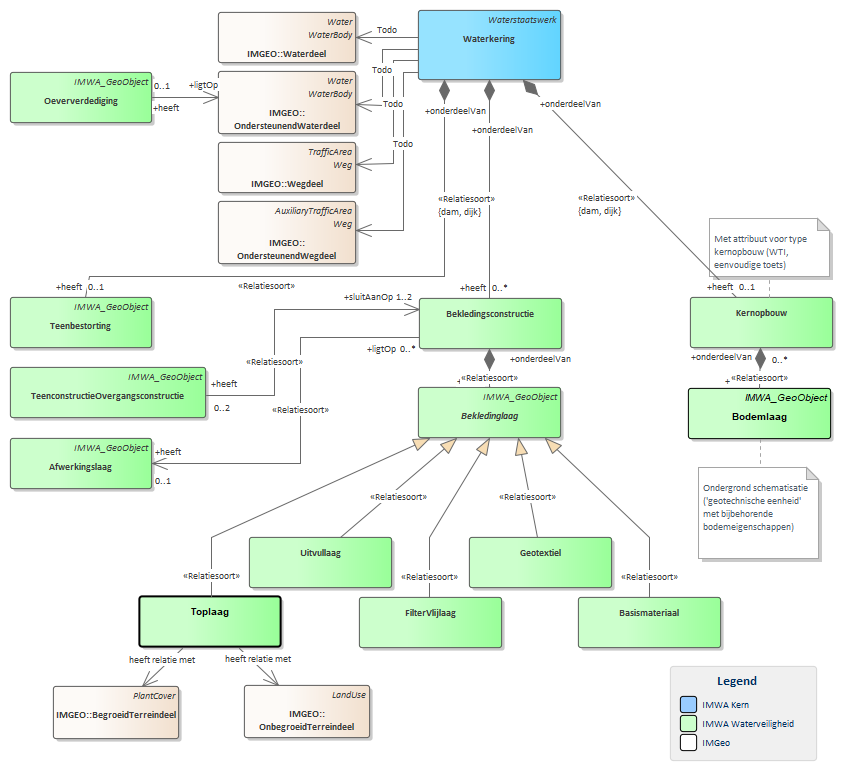 Water
WaterBody
IMGEO::Waterdeel
Todo
Waterstaatswerk
Waterkering
IMWA_GeoObject
Oeververdediging
0..1
+heeft
+ligtOp
Water
WaterBody
IMGEO::
OndersteunendWaterdeel
Todo
Todo
Todo
+onderdeelVan
+onderdeelVan
+onderdeelVan
TrafficArea
Weg
IMGEO::Wegdeel
AuxiliaryTrafficArea
Weg
IMGEO::
OndersteunendWegdeel
«Relatiesoort»
{dam, dijk}
«Relatiesoort»
{dam, dijk}
Met attribuut voor type
kernopbouw (WTI,
eenvoudige toets)
+heeft 0..1
«Relatiesoort»
+heeft 0..*
+heeft 0..1
IMWA_GeoObject
Teenbestorting
+sluitAanOp 1..2
Bekledingsconstructie
Kernopbouw
+ligtOp 0..*
+onderdeelVan
+onderdeelVan
0..*
«Relatiesoort»
+
«Relatiesoort»
+
«Relatiesoort»
IMWA_GeoObject
TeenconstructieOvergangsconstructie
+heeft
0..2
«Relatiesoort»
IMWA_GeoObject
Bekledinglaag
IMWA_GeoObject
Bodemlaag
IMWA_GeoObject
Afwerkingslaag
+heeft
0..1
Ondergrond schematisatie
('geotechnische eenheid'
met bijbehorende
bodemeigenschappen)
«Relatiesoort»
«Relatiesoort»
Uitvullaag
Geotextiel
«Relatiesoort»
«Relatiesoort»
«Relatiesoort»
Toplaag
FilterVlijlaag
Basismateriaal
heeft relatie met
heeft relatie met
PlantCover
IMGEO::BegroeidTerreindeel
LandUse
IMGEO::
OnbegroeidTerreindeel
Legend
IMWA Kern
IMWA Waterveiligheid
IMGeo